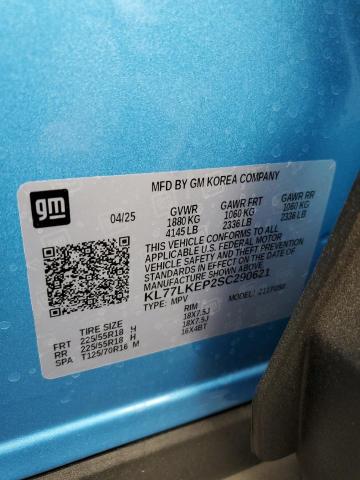 MFD BY GM KOREA COMPANY
gm
04/25
GVWR GAWR FRT GAWR RR
1880 KG 1060 KG 1060 KG
4145 LB 2336 LB 2336 LB
THIS VEHICLE CONFORMS TO ALL
APPLICABLE U.S. FEDERAL MOTOR
VEHICLE SAFETY AND THEFT PREVENTION
STANDARDS IN EFFECT ON THE DATE OF
MANUFACTURE SHOWN ABOVE.
KL77LKEP2SC290621
TYPE: MPV MODEL:
TIRE SIZE RIM
FRT 225/55R18 H 18X7.5J
RR 225/55R18 H 18X7.5J
SPA T125/70R16 M 16X4BT